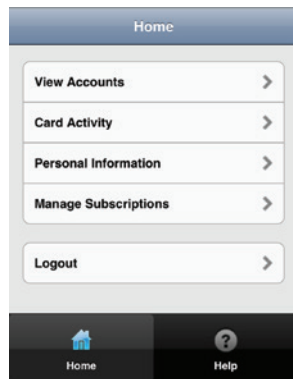 Home
View Accounts
Card Activity
Personal Information
Manage Subscriptions
Logout
Home
?
Help